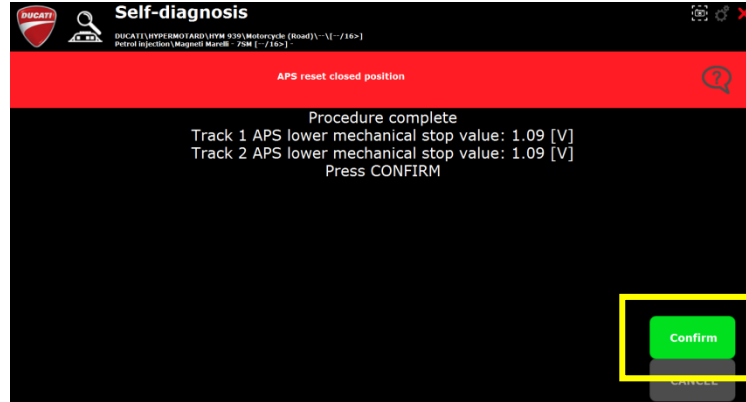 DUCATI
Self-diagnosis
DUCATI\HYPERMOTARD\HYM 939\Motorcycle (Road)\--\[--/16>]
Petrol injection\Magneti Marelli - 7SM [--/16>] -
APS reset closed position
Procedure complete
Track 1 APS lower mechanical stop value: 1.09 [V]
Track 2 APS lower mechanical stop value: 1.09 [V]
Press CONFIRM
Confirm
CANCEL